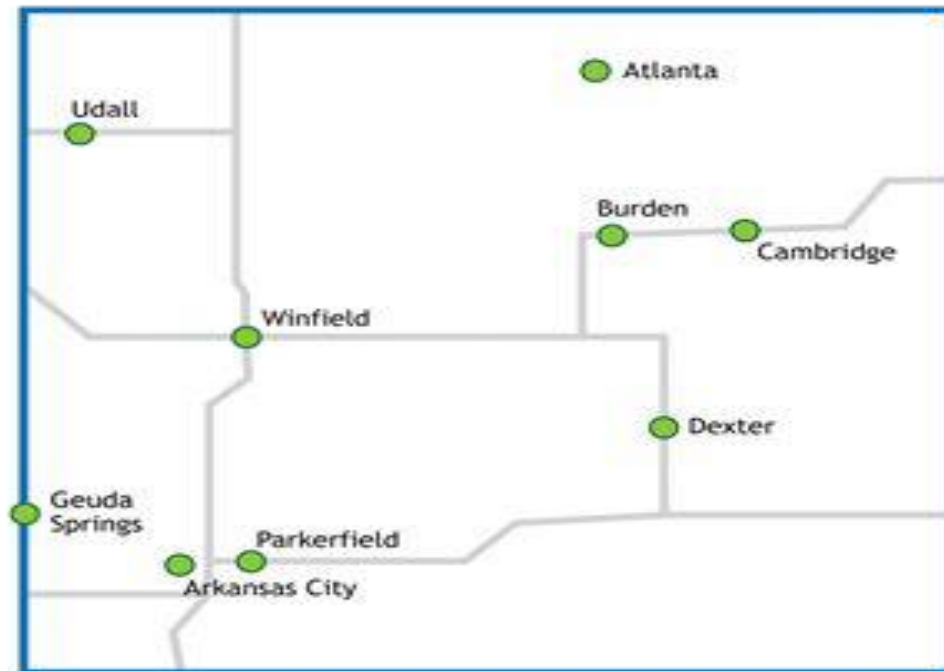 Atlanta
Udall
Burden
Cambridge
Winfield
Dexter
Geuda
Springs
Parkerfield
Arkansas City